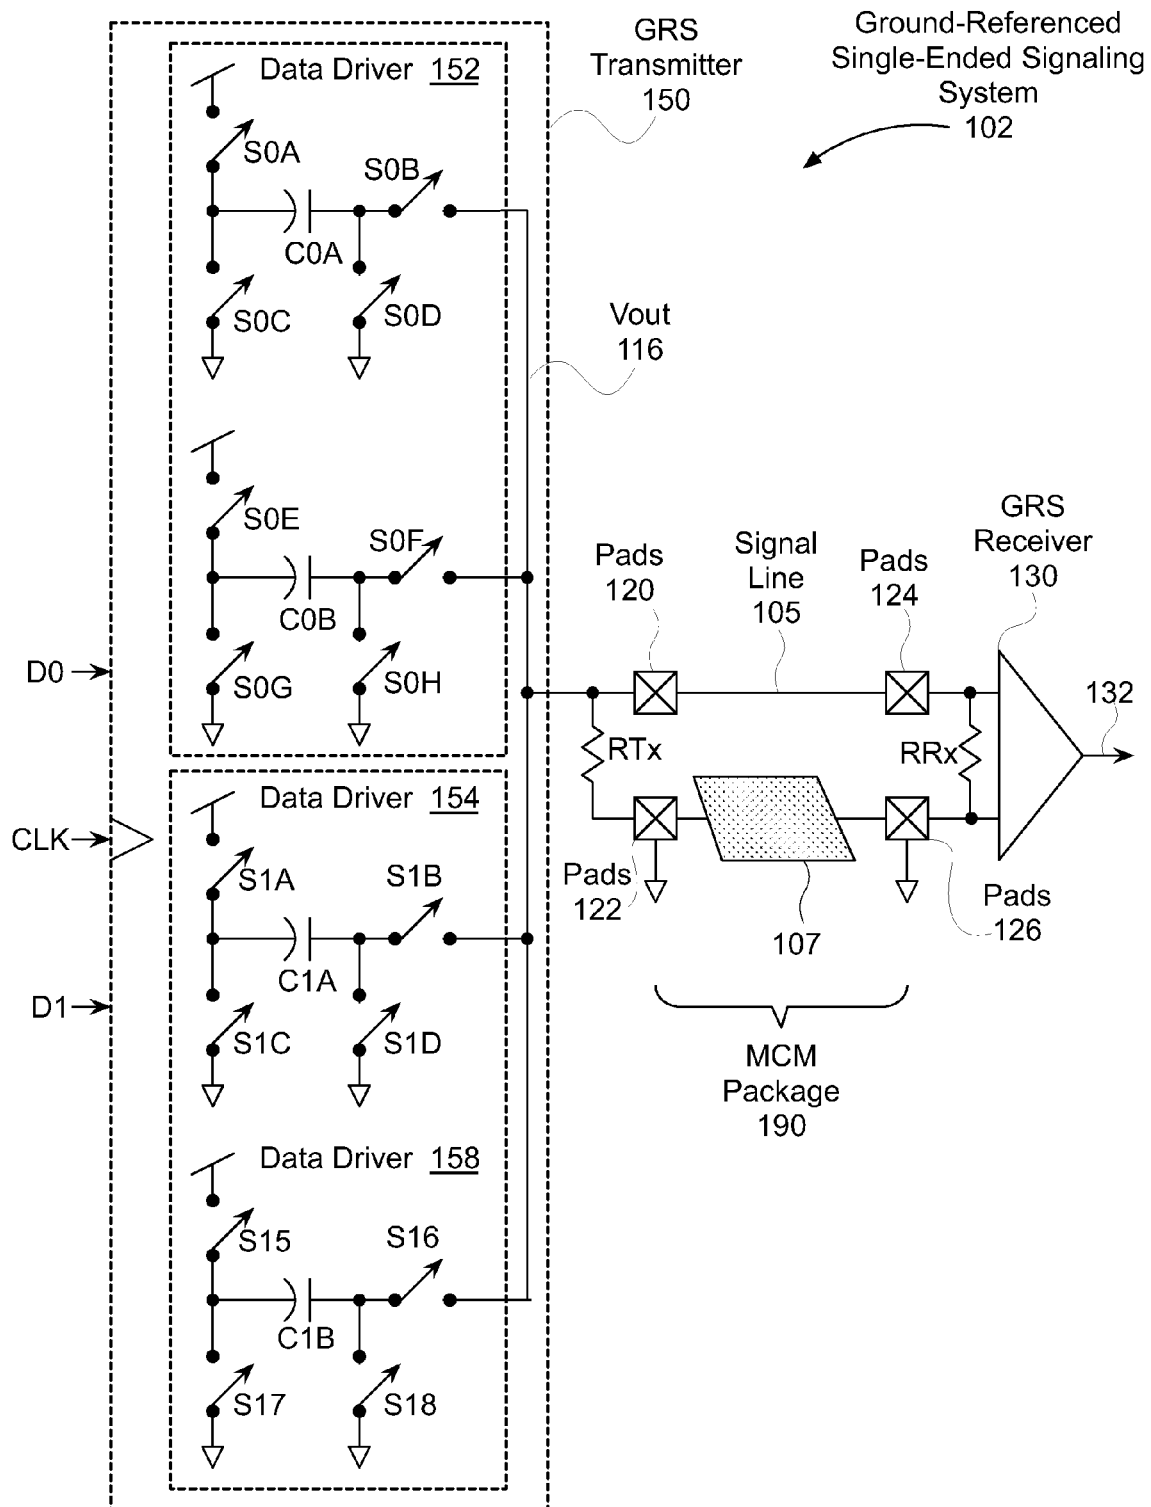 Ground-Referenced
Single-Ended Signaling
System
102
GRS
Transmitter
150
Data Driver 152
S0A
S0B
C0A
S0C
S0D
Vout
116
S0E
S0F
C0B
S0G
S0H
D0
Pads
120
Signal
Line
105
Pads
124
GRS
Receiver
130
RTx
RRx
132
Data Driver 154
CLK
S1A
S1B
C1A
S1C
S1D
D1
Pads
122
107
Pads
126
MCM
Package
190
Data Driver 158
S15
S16
C1B
S17
S18